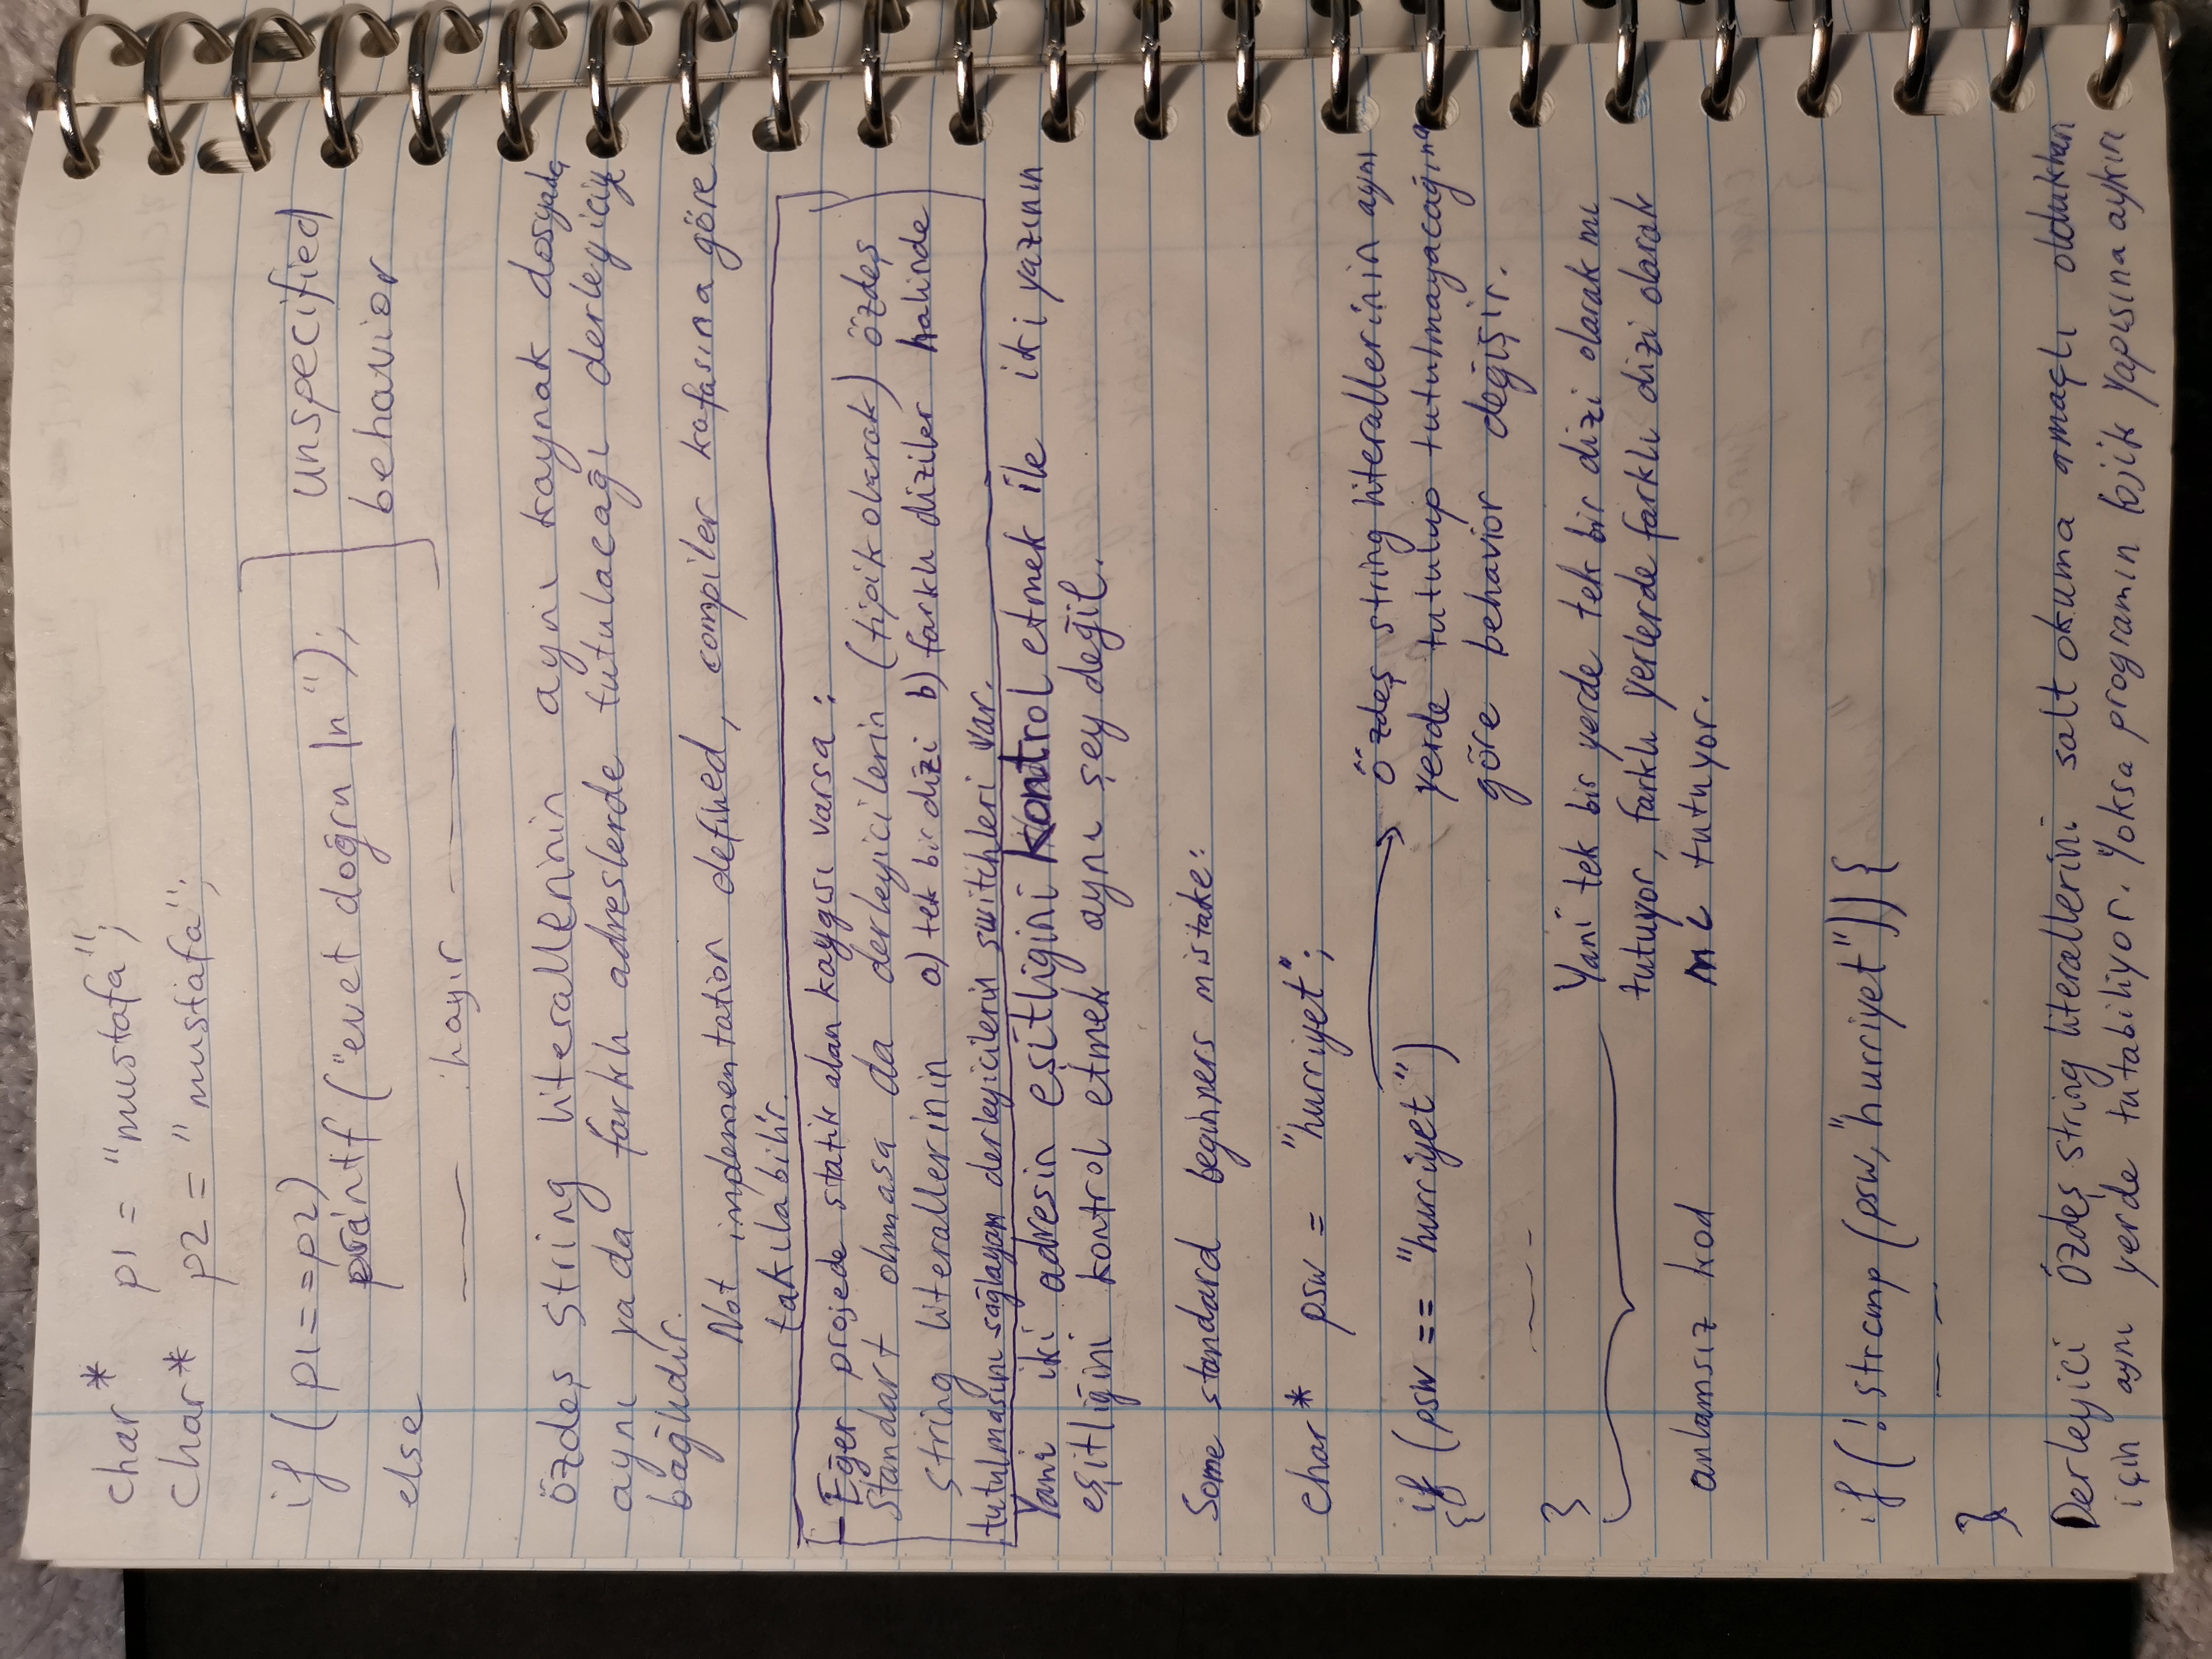 char* p1 = "mustafa";
char* p2 = "mustafa";
if (p1==p2)
printf ("evet doğru \n");
else
hayır
unspecified
behavior
özdeş string literallerinin aynı kaynak dosyada
aynı ya da farklı adreslerde tutulacağı derleyiciye
bağlıdır.
Not implementation defined, compiler kafasına göre
takılabilir.
- Eğer projede statik alan kaygısı varsa :
Standart olmasa da derleyicilerin (tipik olarak) özdeş
string literallerinin a) tek bir dizi b) farklı diziler halinde
tutulmasını sağlayan derleyicilerin switchleri var.
Yani iki adresin eşitliğini kontrol etmek ile iki yazının
eşitliğini kontrol etmek aynı şey değil.
Some standard beginners mistake:
char* psw = "hurriyet";
if (psw == "hurriyet")
{
}
anlamsız kod
özdeş string literallerinin aynı
yerde tutulup tutulmayacağına
göre behavior değişir.
Yani tek bir yerde tek bir dizi olarak mı
tutuyor, farklı yerlerde farklı dizi olarak
mı tutuyor.
if (! strcmp (psw, "hurriyet")) {
}
Derleyici özdeş string literallerini salt okuma amaçlı oldukları
için aynı yerde tutabiliyor. Yoksa programın lojik yapısına aykırı